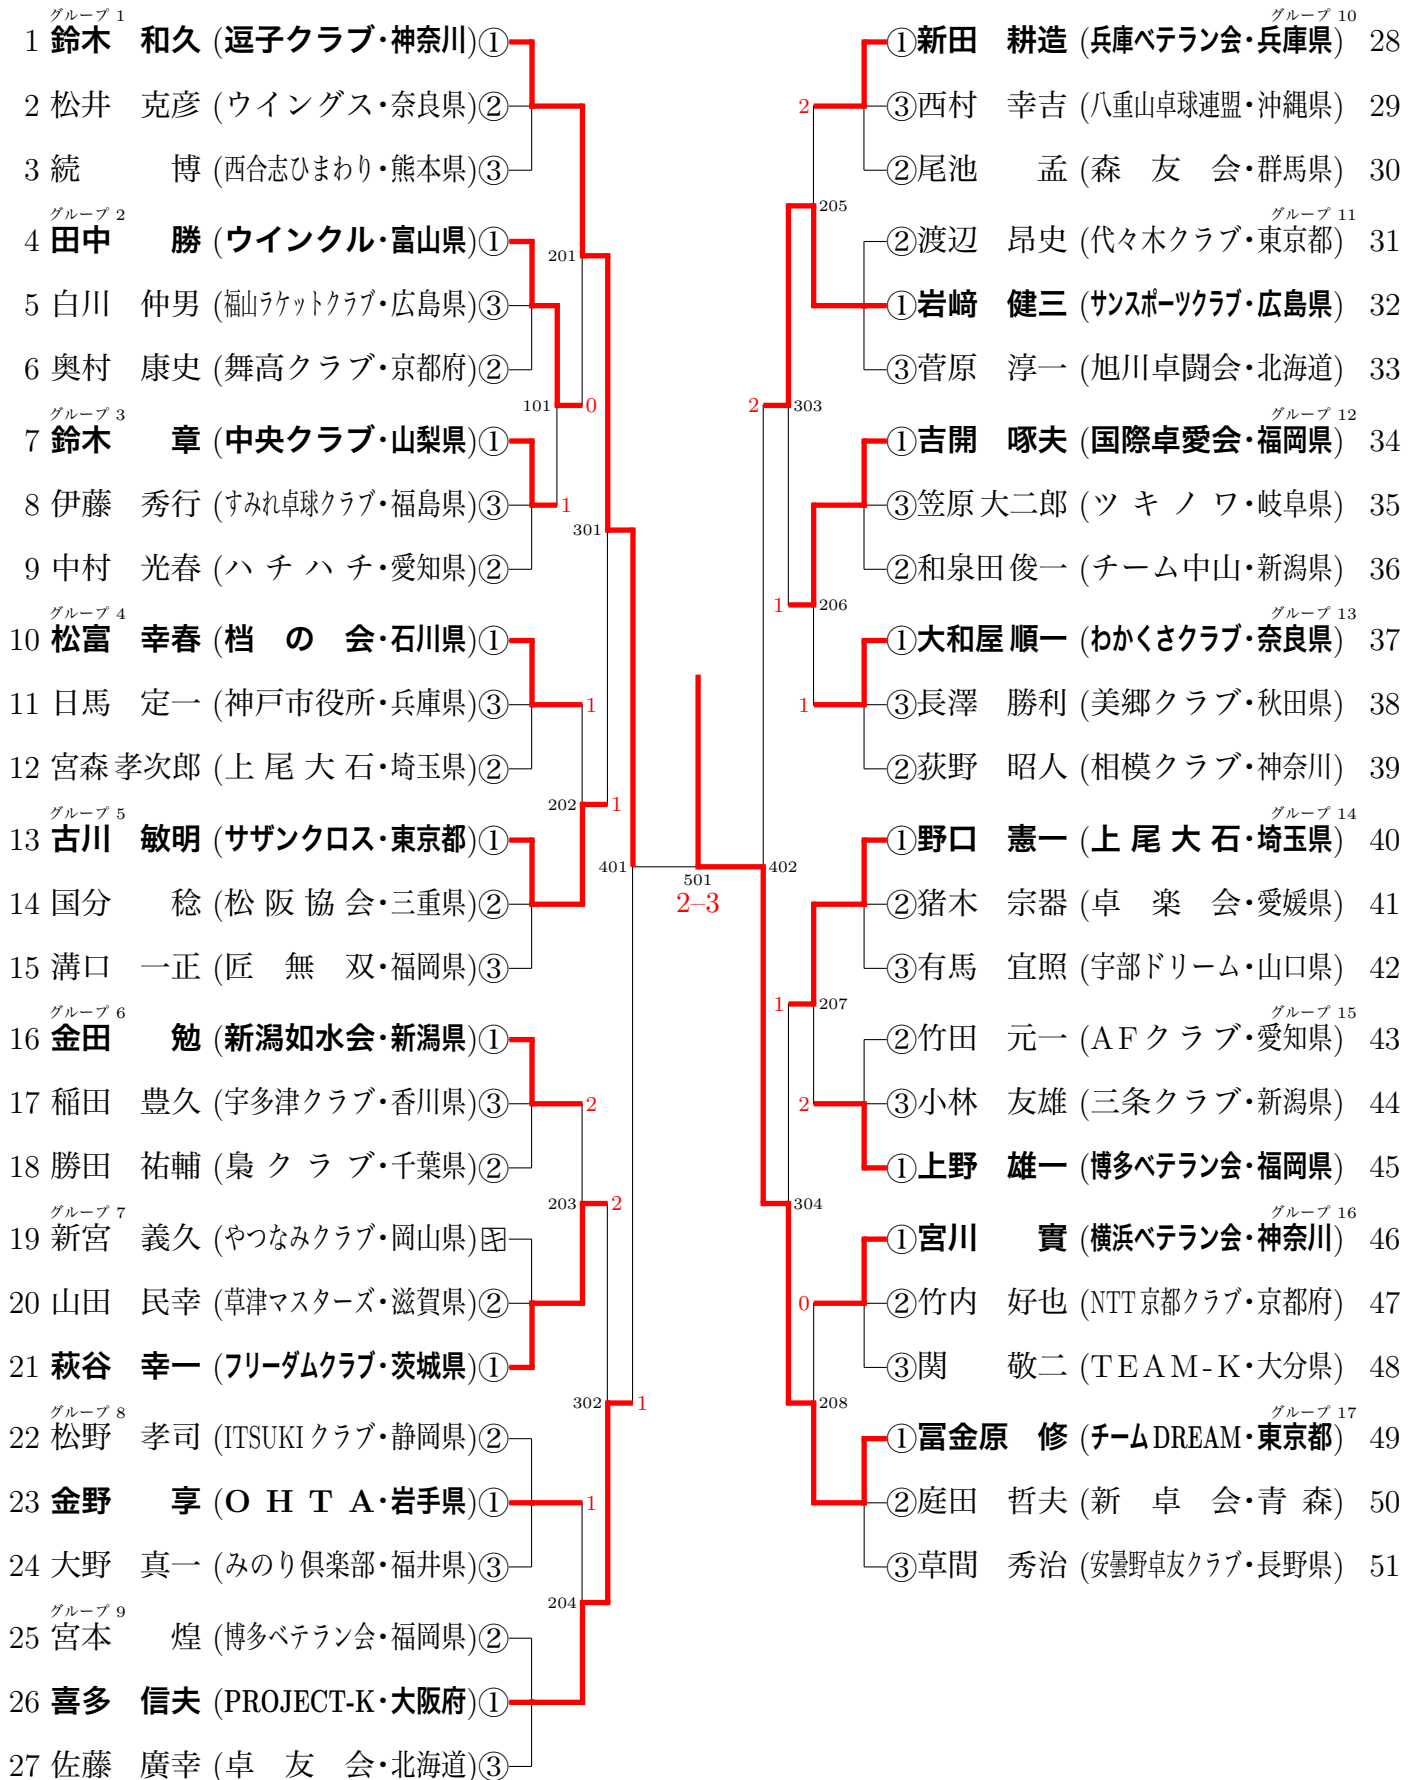 グループ 1
1 鈴木 和久 (逗子クラブ・神奈川)①
2 松井 克彦 (ウイングス・奈良県)②
3 続 博 (西合志ひまわり・熊本県)③
グループ 2
4 田中 勝 (ウインクル・富山県)①
5 白川 仲男 (福山ラケットクラブ・広島県)③
6 奥村 康史 (舞高クラブ・京都府)②
グループ 3
7 鈴木 章 (中央クラブ・山梨県)①
8 伊藤 秀行 (すみれ卓球クラブ・福島県)③
9 中村 光春 (ハチハチ・愛知県)②
グループ 4
10 松富 幸春 (档の会・石川県)①
11 日馬 定一 (神戸市役所・兵庫県)③
12 宮森 孝次郎 (上尾大石・埼玉県)②
グループ 5
13 古川 敏明 (サザンクロス・東京都)①
14 国分 稔 (松阪協会・三重県)②
15 溝口 一正 (匠無双・福岡県)③
グループ 6
16 金田 勉 (新潟如水会・新潟県)①
17 稲田 豊久 (宇多津クラブ・香川県)③
18 勝田 祐輔 (梟クラブ・千葉県)②
グループ 7
19 新宮 義久 (やつなみクラブ・岡山県)キ
20 山田 民幸 (草津マスターズ・滋賀県)②
21 萩谷 幸一 (フリーダムクラブ・茨城県)①
グループ 8
22 松野 孝司 (ITSUKIクラブ・静岡県)②
23 金野 享 (OHTA・岩手県)①
24 大野 真一 (みのり倶楽部・福井県)③
グループ 9
25 宮本 煌 (博多ベテラン会・福岡県)②
26 喜多 信夫 (PROJECT-K・大阪府)①
27 佐藤 廣幸 (卓友会・北海道)③
201
101
0
1
301
1
202
1
401
2
203
2
302
1
1
204
501
2–3
2
205
2
303
1
206
1
402
1
207
2
304
0
208
グループ 10
①新田 耕造 (兵庫ベテラン会・兵庫県) 28
③西村 幸吉 (八重山卓球連盟・沖縄県) 29
②尾池 孟 (森友会・群馬県) 30
グループ 11
②渡辺 昂史 (代々木クラブ・東京都) 31
①岩﨑 健三 (サンスポーツクラブ・広島県) 32
③菅原 淳一 (旭川卓闘会・北海道) 33
グループ 12
①吉開 啄夫 (国際卓愛会・福岡県) 34
③笠原 大二郎 (ツキノワ・岐阜県) 35
②和泉田 俊一 (チーム中山・新潟県) 36
グループ 13
①大和屋 順一 (わかくさクラブ・奈良県) 37
③長澤 勝利 (美郷クラブ・秋田県) 38
②荻野 昭人 (相模クラブ・神奈川) 39
グループ 14
①野口 憲一 (上尾大石・埼玉県) 40
②猪木 宗器 (卓楽会・愛媛県) 41
③有馬 宜照 (宇部ドリーム・山口県) 42
グループ 15
②竹田 元一 (AFクラブ・愛知県) 43
③小林 友雄 (三条クラブ・新潟県) 44
①上野 雄一 (博多ベテラン会・福岡県) 45
グループ 16
①宮川 實 (横浜ベテラン会・神奈川) 46
②竹内 好也 (NTT京都クラブ・京都府) 47
③関 敬二 (TEAM-K・大分県) 48
グループ 17
①冨金原 修 (チームDREAM・東京都) 49
②庭田 哲夫 (新卓会・青森) 50
③草間 秀治 (安曇野卓友クラブ・長野県) 51